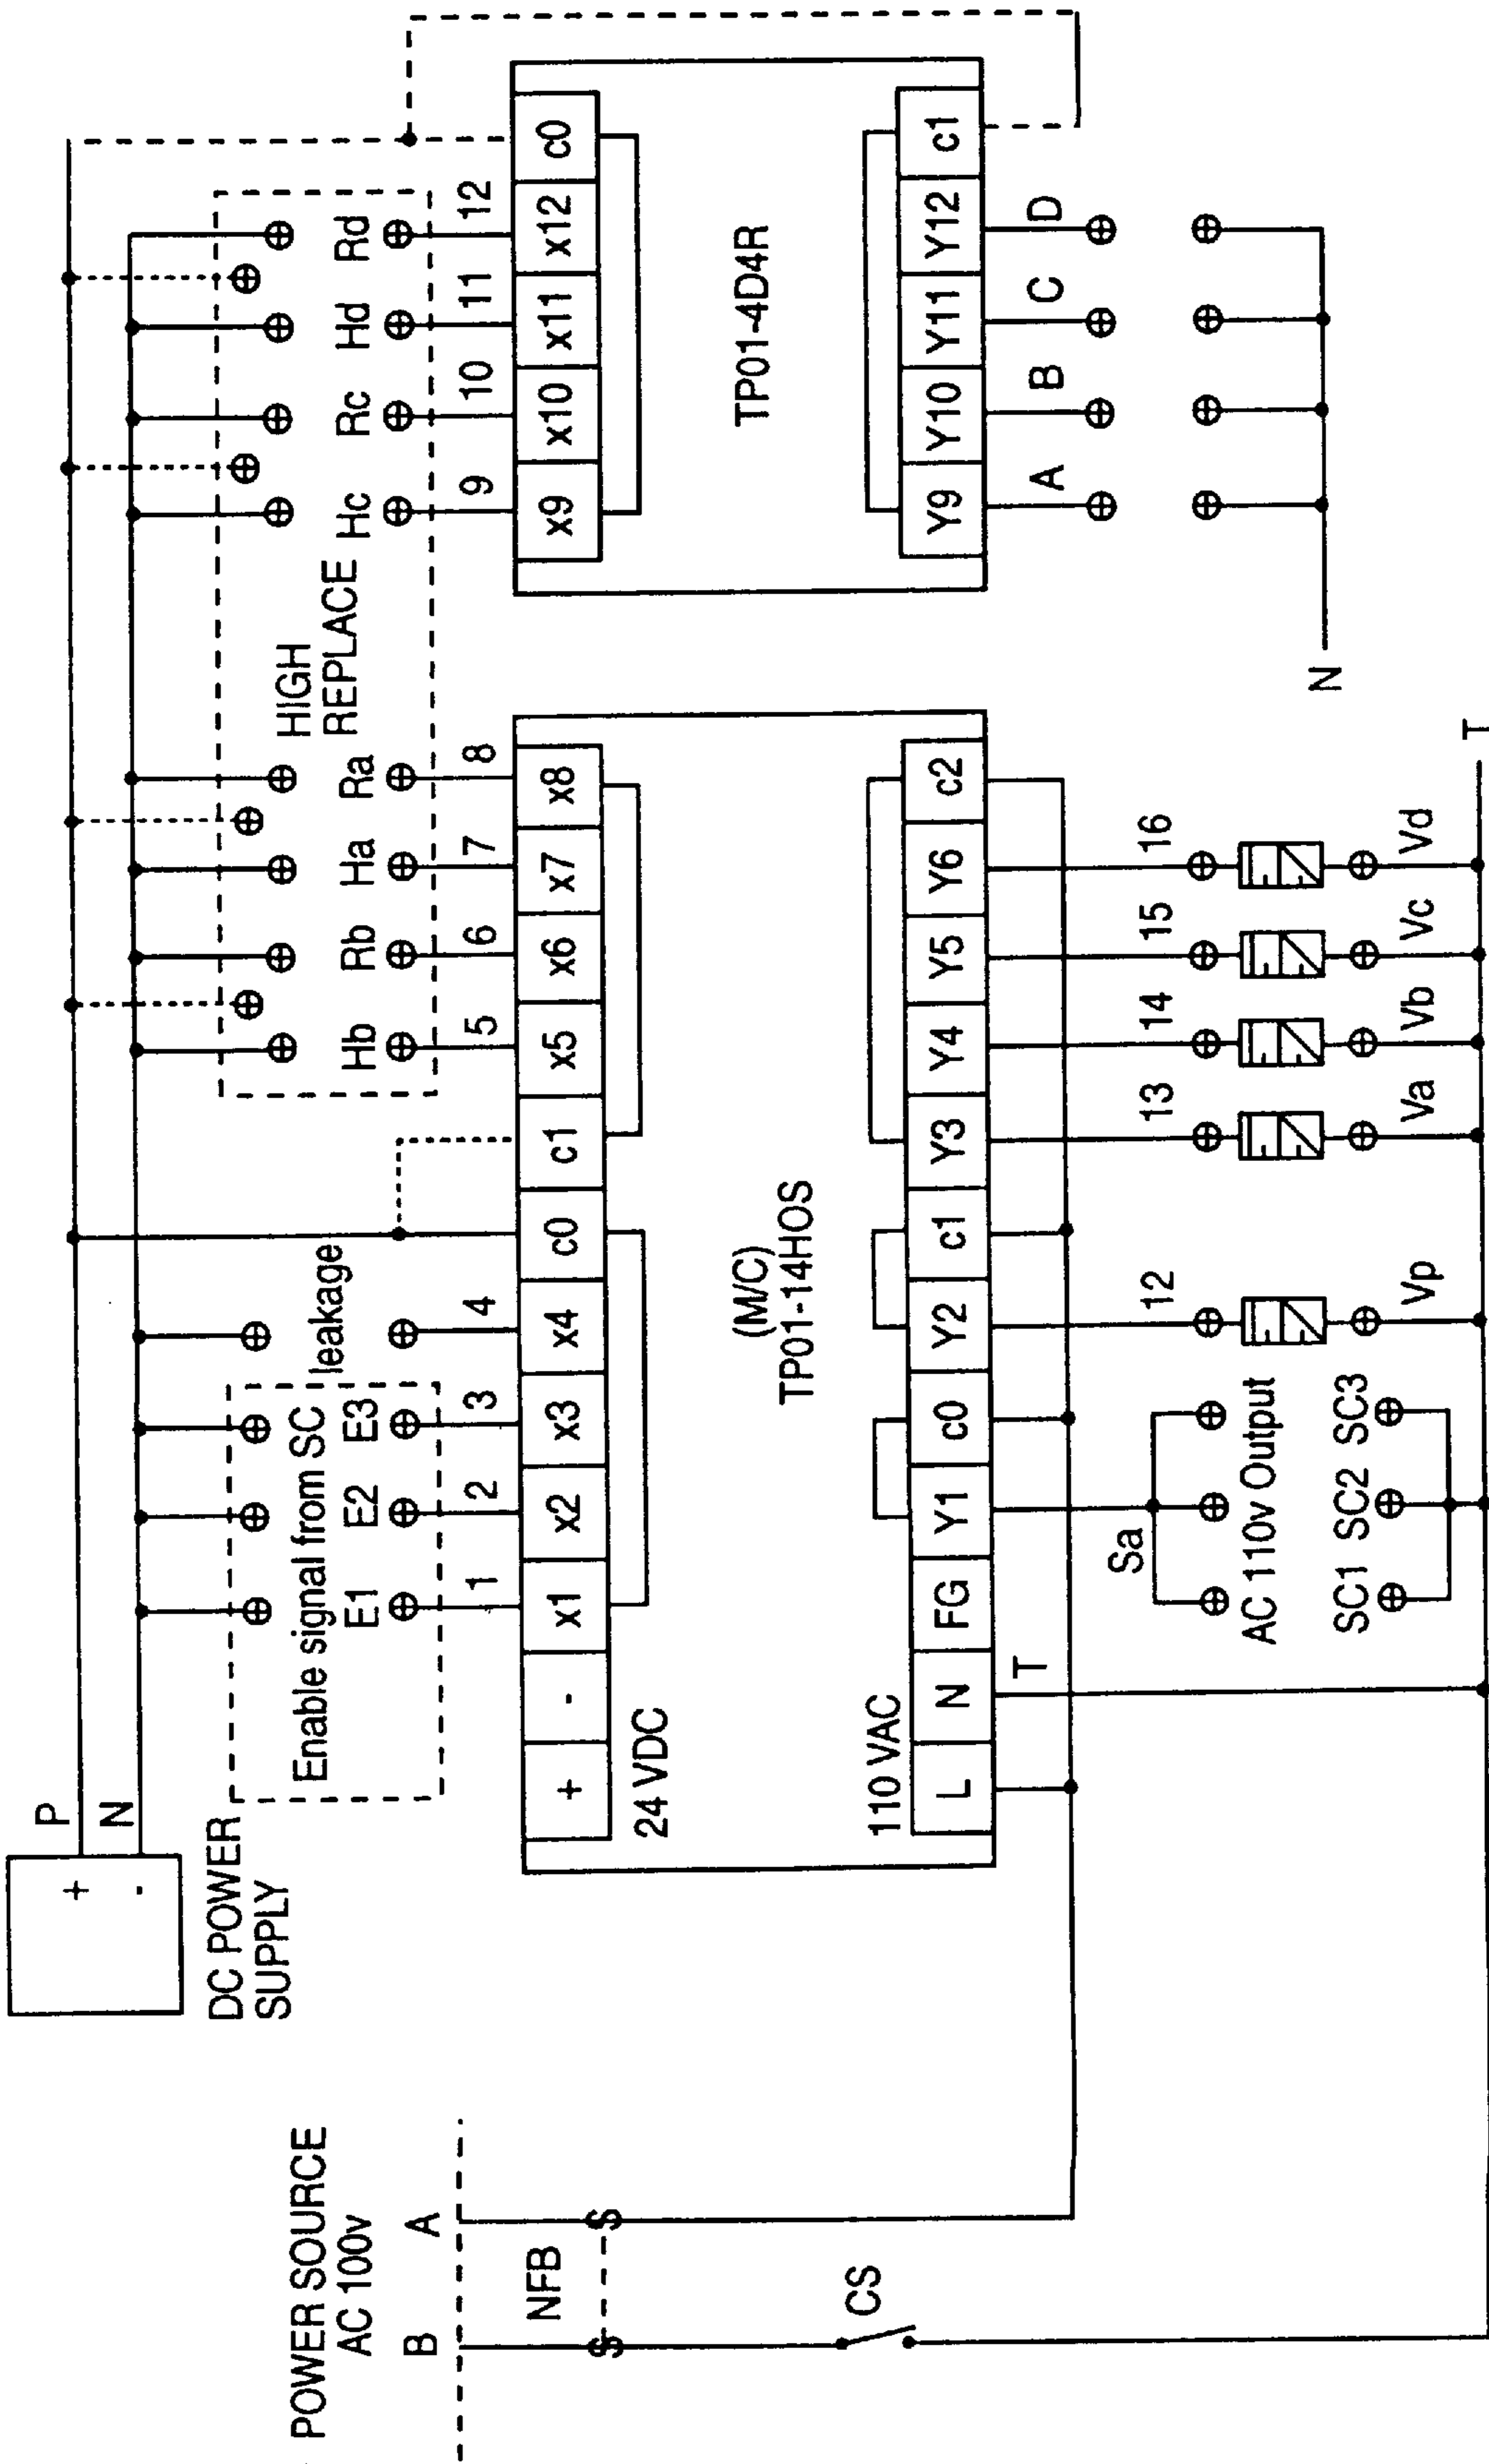 POWER SOURCE
AC 100v
B A
NFB
CS
+ P
- N
DC POWER
SUPPLY
Enable signal from SC
E1 E2 E3
leakage
HIGH
REPLACE
Hb Rb Ha Ra Hc Rc Hd Rd
1 2 3 4 5 6 7 8 9 10 11 12
+ - x1 x2 x3 x4 c0 c1 x5 x6 x7 x8
x9 x10 x11 x12 c0
24 VDC
(M/C)
TP01-14HOS
TP01-4D4R
110 VAC
L N FG Y1 c0 Y2 c1 Y3 Y4 Y5 Y6 c2
Y9 Y10 Y11 Y12 c1
T
A B C D
Sa
12 13 14 15 16
AC 110v Output
SC1 SC2 SC3
N
Vp Va Vb Vc Vd
T